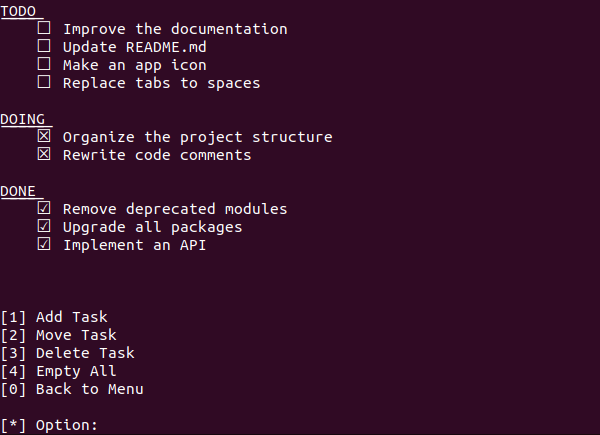 TODO
☐ Improve the documentation
☐ Update README.md
☐ Make an app icon
☐ Replace tabs to spaces
DOING
☒ Organize the project structure
☒ Rewrite code comments
DONE
☑ Remove deprecated modules
☑ Upgrade all packages
☑ Implement an API
[1] Add Task
[2] Move Task
[3] Delete Task
[4] Empty All
[0] Back to Menu
[*] Option: